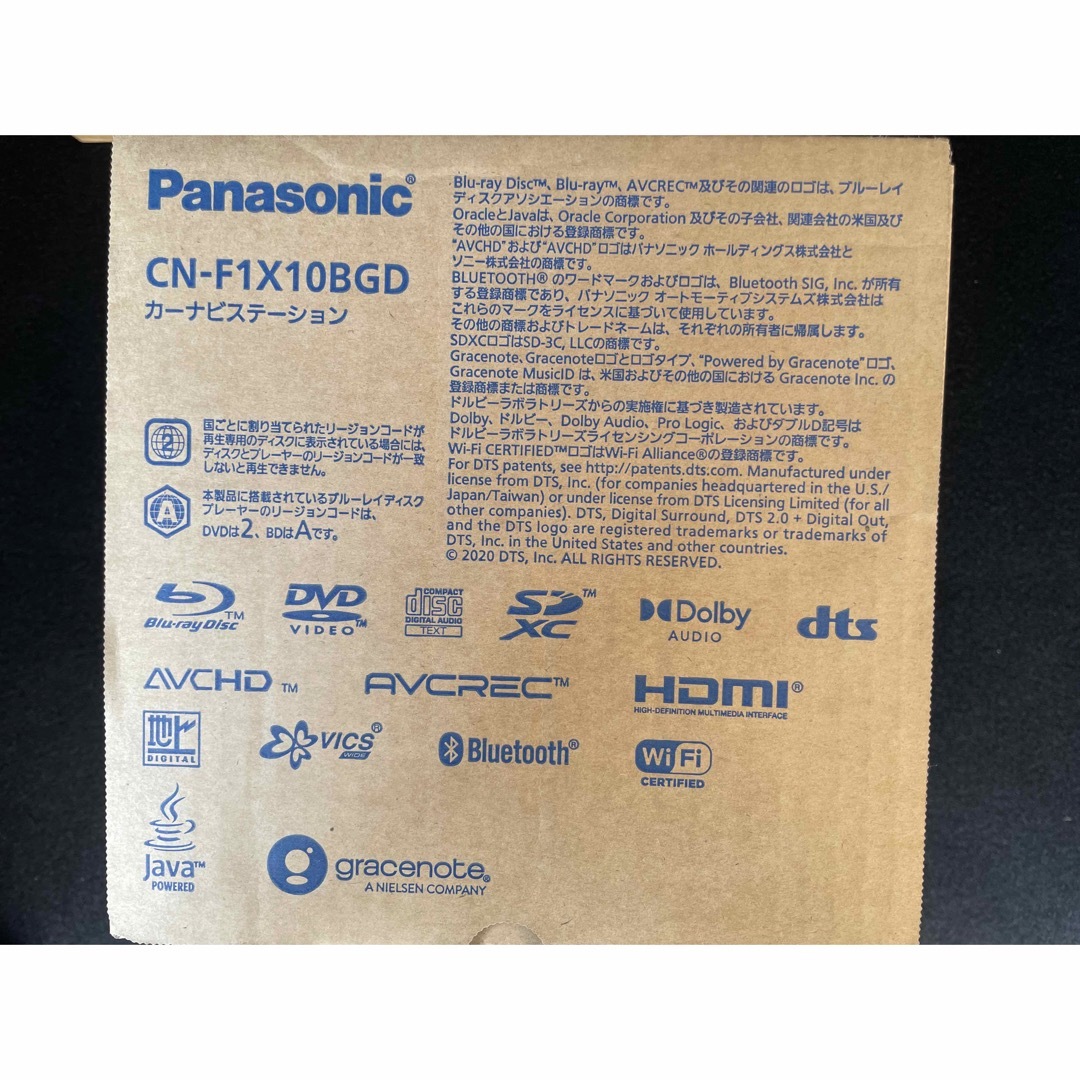 Panasonic®
CN-F1X10BGD
カーナビステーション
Blu-ray Disc™、Blu-ray™、AVCREC™及びその関連のロゴは、ブルーレイ
ディスクアソシエーションの商標です。
OracleとJavaは、Oracle Corporation 及びその子会社、関連会社の米国及び
その他の国における登録商標です。
"AVCHD"および"AVCHD"ロゴはパナソニック ホールディングス株式会社と
ソニー株式会社の商標です。
BLUETOOTH® のワードマークおよびロゴは、Bluetooth SIG, Inc. が所有
する登録商標であり、パナソニック オートモーティブシステムズ株式会社は
これらのマークをライセンスに基づいて使用しています。
その他の商標およびトレードネームは、それぞれの所有者に帰属します。
SDXCロゴはSD-3C, LLCの商標です。
Gracenote、Gracenoteロゴとロゴタイプ、"Powered by Gracenote"ロゴ、
Gracenote MusicID は、米国およびその他の国における Gracenote Inc. の
登録商標または商標です。
ドルビーラボラトリーズからの実施権に基づき製造されています。
Dolby、ドルビー、Dolby Audio、Pro Logic、およびダブルD記号は
ドルビーラボラトリーズライセンシングコーポレーションの商標です。
Wi-Fi CERTIFIED™ロゴはWi-Fi Alliance®の登録商標です。
For DTS patents, see http://patents.dts.com. Manufactured under
license from DTS, Inc. (for companies headquartered in the U.S./
Japan/Taiwan) or under license from DTS Licensing Limited (for all
other companies). DTS, Digital Surround, DTS 2.0 + Digital Out,
and the DTS logo are registered trademarks or trademarks of
DTS, Inc. in the United States and other countries.
© 2020 DTS, Inc. ALL RIGHTS RESERVED.
2
国ごとに割り当てられたリージョンコードが
再生専用のディスクに表示されている場合には、
ディスクとプレーヤーのリージョンコードが一致
しないと再生できません。
A
本製品に搭載されているブルーレイディスク
プレーヤーのリージョンコードは、
DVDは2、BDはAです。
Blu-ray Disc™
DVD
VIDEO™
COMPACT
disc
DIGITAL AUDIO
TEXT
SD™
XC
Dolby
AUDIO
dts
AVCHD™
AVCREC™
HDMI®
HIGH-DEFINITION MULTIMEDIA INTERFACE
地上
DIGITAL
VICS®
WIDE
Bluetooth®
Wi Fi
CERTIFIED
Java™
POWERED
g
gracenote®
A NIELSEN COMPANY